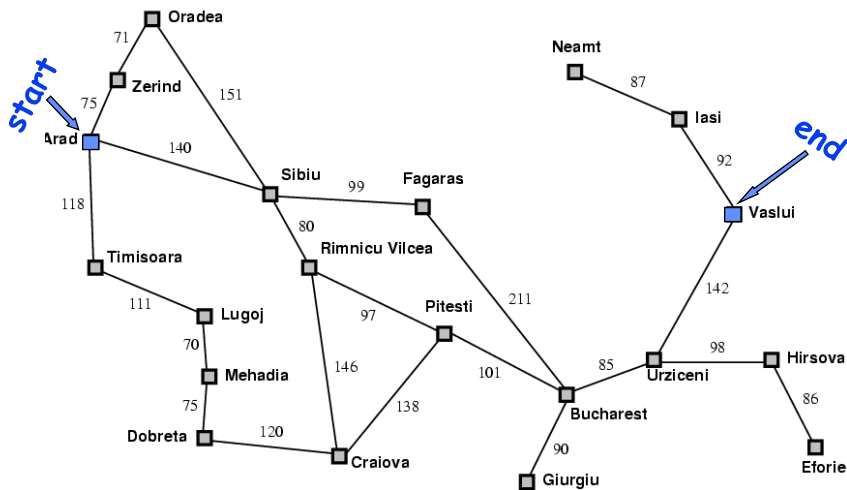 Oradea
71
Neamt
Zerind
87
start
75
151
Iasi
Arad
140
end
92
Sibiu
99
Fagaras
118
80
Vaslui
Timisoara
Rimnicu Vilcea
142
111
211
Lugoj
97
Pitesti
70
98
Hirsova
146
101
85
Urziceni
Mehadia
75
138
86
Dobreta
120
Bucharest
90
Craiova
Giurgiu
Eforie